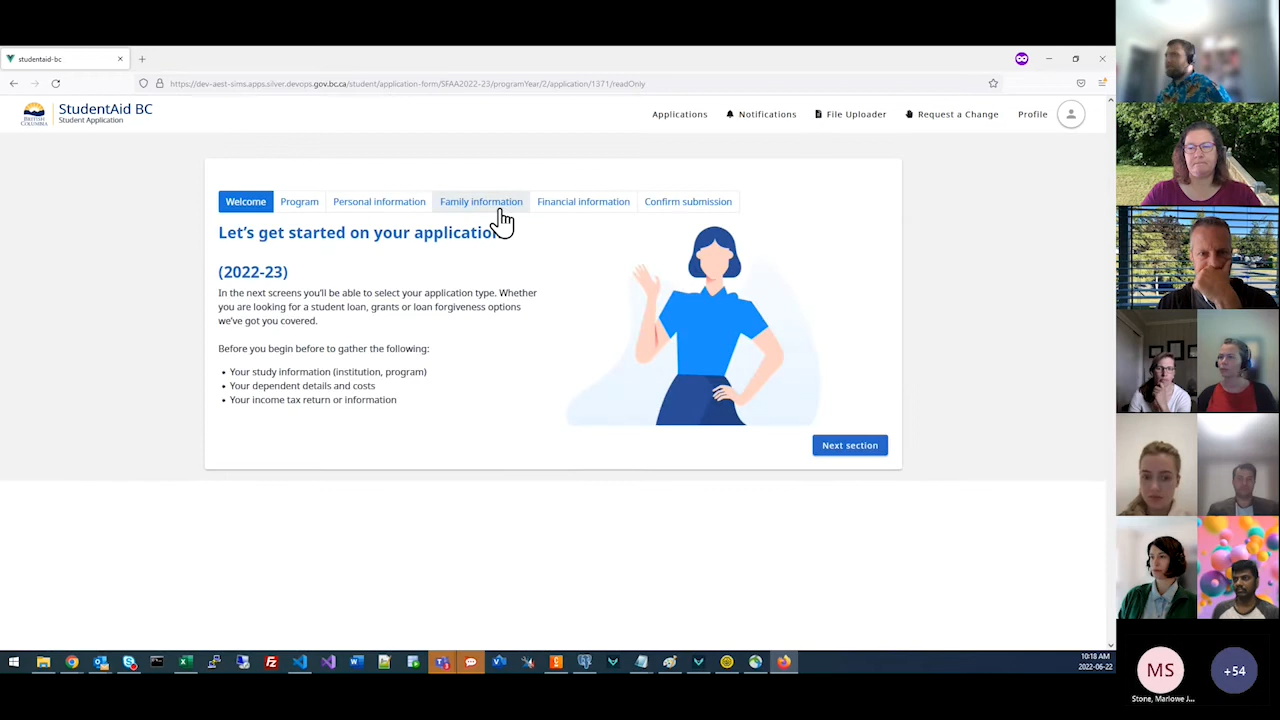 studentaid-bc
https://dev-aest-sims.apps.silver.devops.gov.bc.ca/student/application-form/SFAA2022-23/programYear/2/application/1371/readOnly
BRITISH COLUMBIA
StudentAid BC
Student Application
Applications
Notifications
File Uploader
Request a Change
Profile
Welcome
Program
Personal information
Family information
Financial information
Confirm submission
Let's get started on your application
(2022-23)
In the next screens you'll be able to select your application type. Whether
you are looking for a student loan, grants or loan forgiveness options
we've got you covered.
Before you begin before to gather the following:
• Your study information (institution, program)
• Your dependent details and costs
• Your income tax return or information
Next section
10:18 AM
2022-06-22
MS
+54
Stone, Marlowe J...